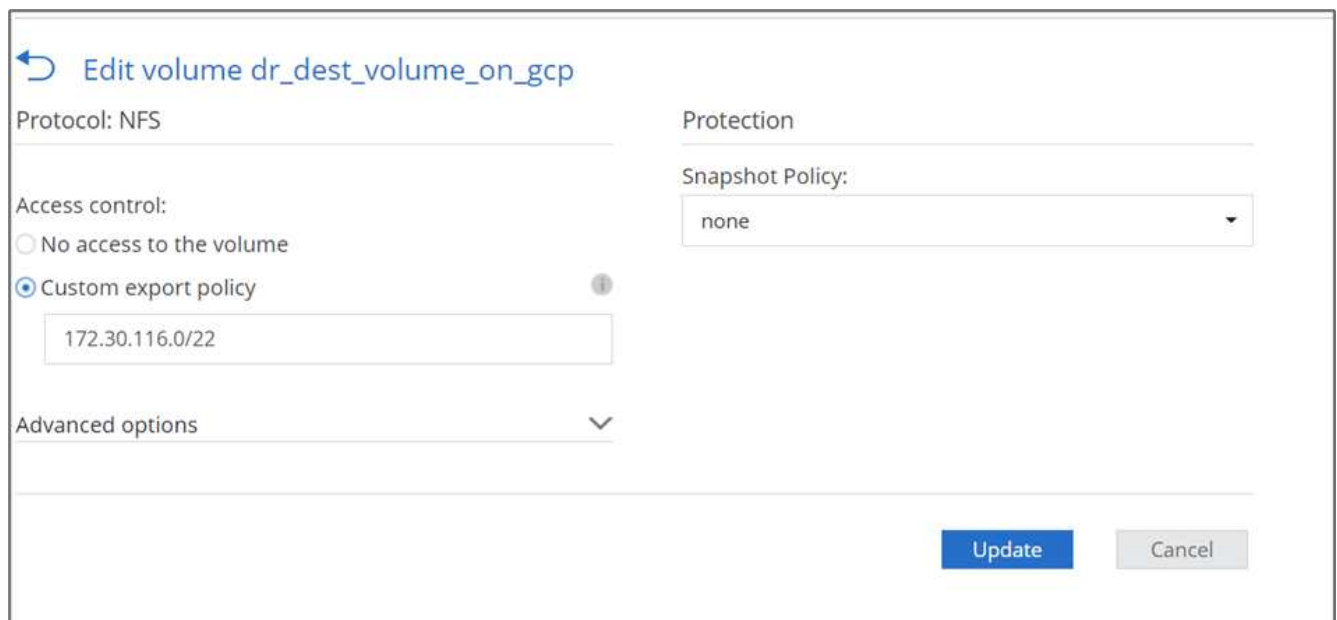 Edit volume dr_dest_volume_on_gcp
Protocol: NFS
Access control:
No access to the volume
Custom export policy
i
172.30.116.0/22
Advanced options
Protection
Snapshot Policy:
none
Update
Cancel